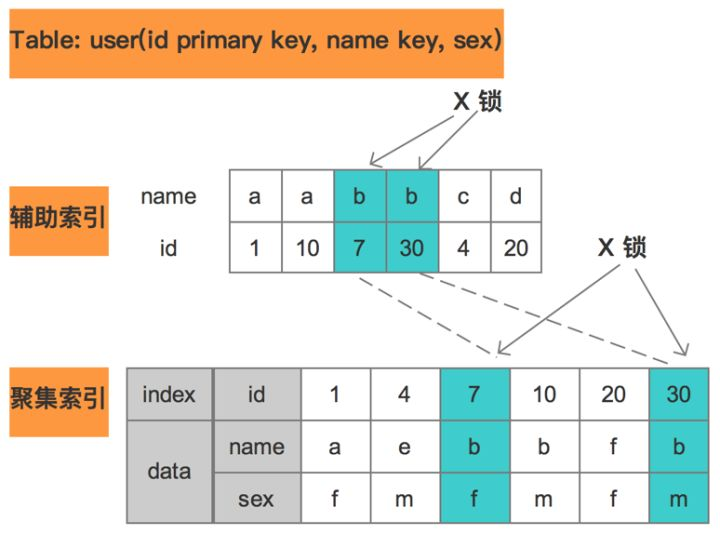 Table: user(id primary key, name key, sex)
X 锁
辅助索引
name a a b b c d
id 1 10 7 30 4 20
X 锁
聚集索引
index id 1 4 7 10 20 30
data
name a e b b f b
sex f m f m f m